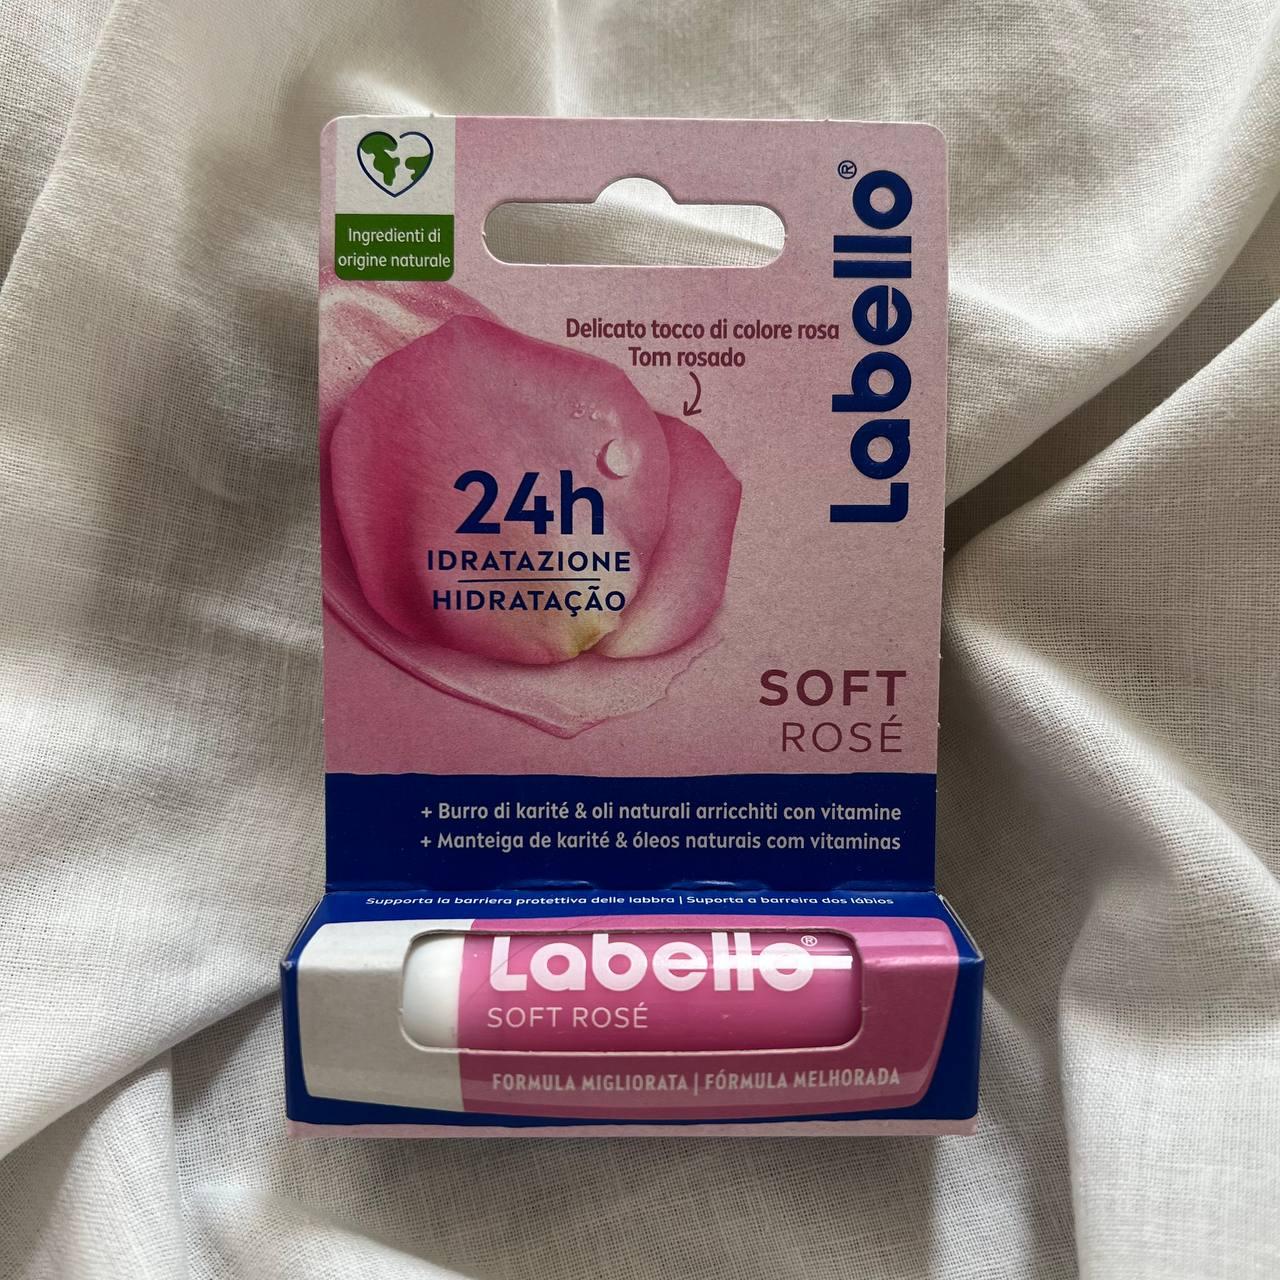 Ingredienti di
origine naturale
Labello®
Delicato tocco di colore rosa
Tom rosado
24h
IDRATAZIONE
HIDRATAÇÃO
SOFT
ROSÉ
+ Burro di karité & oli naturali arricchiti con vitamine
+ Manteiga de karité & óleos naturais com vitaminas
Supporta la barriera protettiva delle labbra | Suporta a barreira dos lábios
Labello®
SOFT ROSÉ
FORMULA MIGLIORATA | FÓRMULA MELHORADA